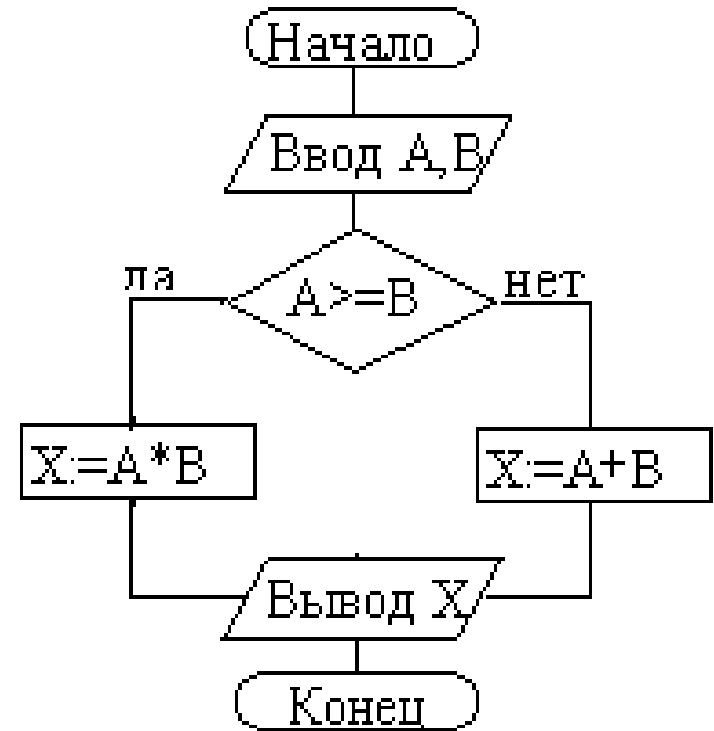 Начало
Ввод A,B
да
A>=B
нет
X:=A*B
X:=A+B
Вывод X
Конец